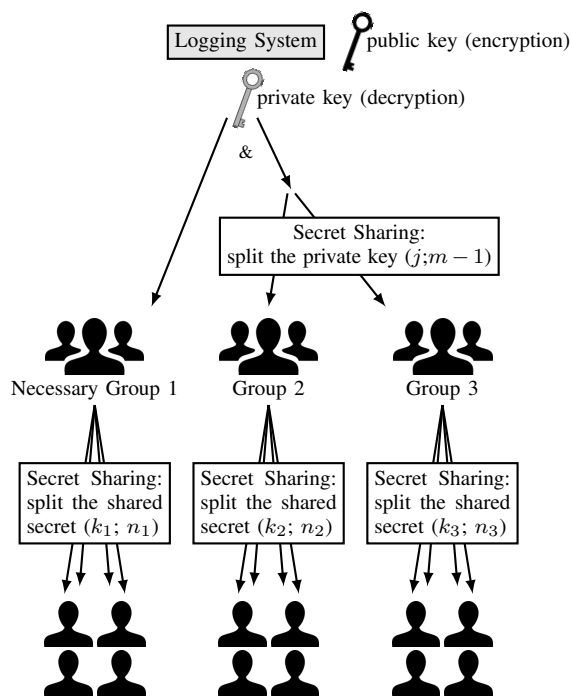 Logging System
public key (encryption)
private key (decryption)
&
Secret Sharing:
split the private key (j;m − 1)
Necessary Group 1
Group 2
Group 3
Secret Sharing:
split the shared
secret (k₁; n₁)
Secret Sharing:
split the shared
secret (k₂; n₂)
Secret Sharing:
split the shared
secret (k₃; n₃)